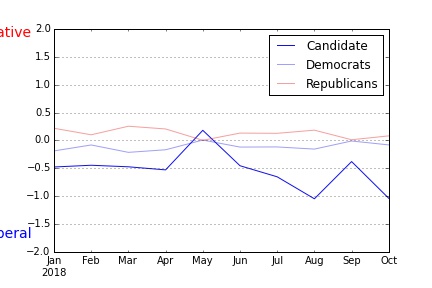 ative
2.0
1.5
1.0
0.5
0.0
−0.5
−1.0
−1.5
−2.0
beral
Candidate
Democrats
Republicans
Jan Feb Mar Apr May Jun Jul Aug Sep Oct
2018